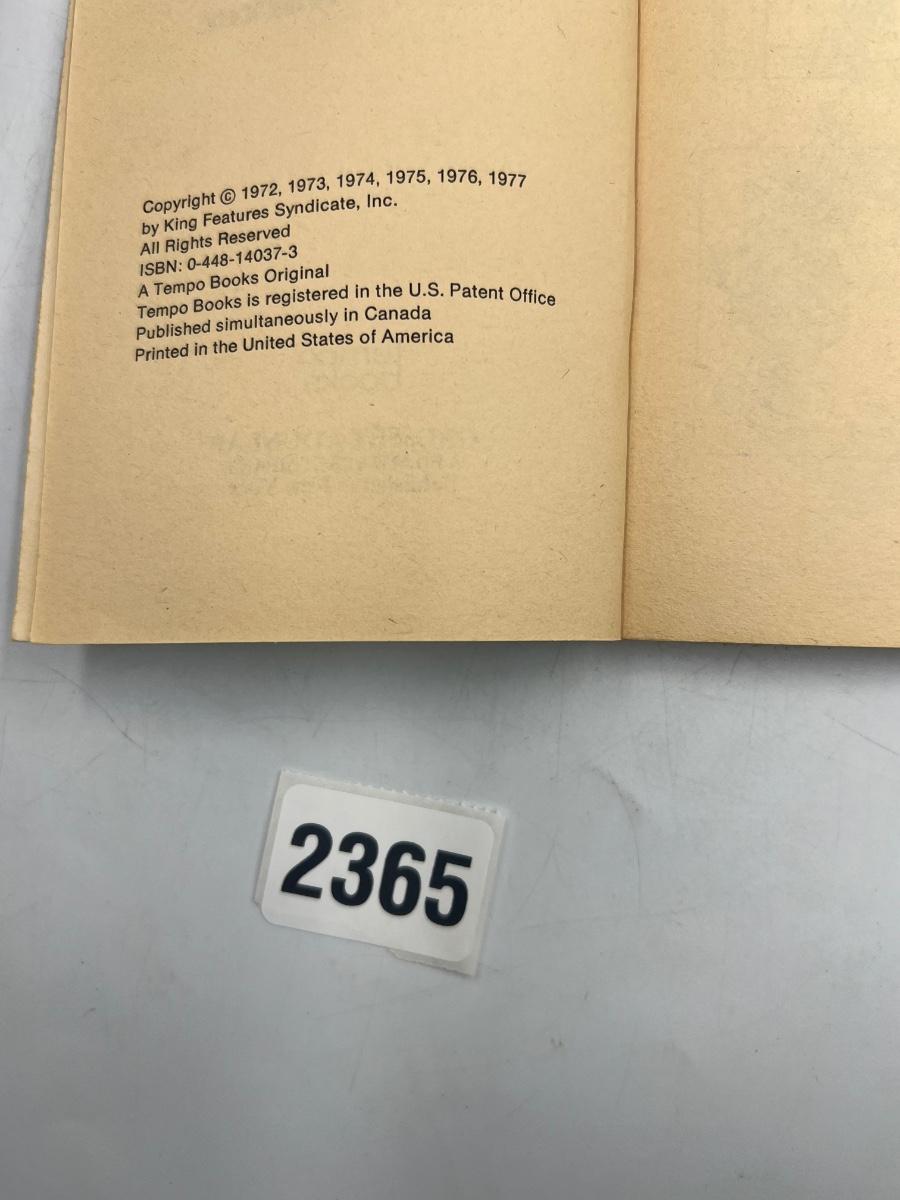 Copyright © 1972, 1973, 1974, 1975, 1976, 1977
by King Features Syndicate, Inc.
All Rights Reserved
ISBN: 0-448-14037-3
A Tempo Books Original
Tempo Books is registered in the U.S. Patent Office
Published simultaneously in Canada
Printed in the United States of America
2365